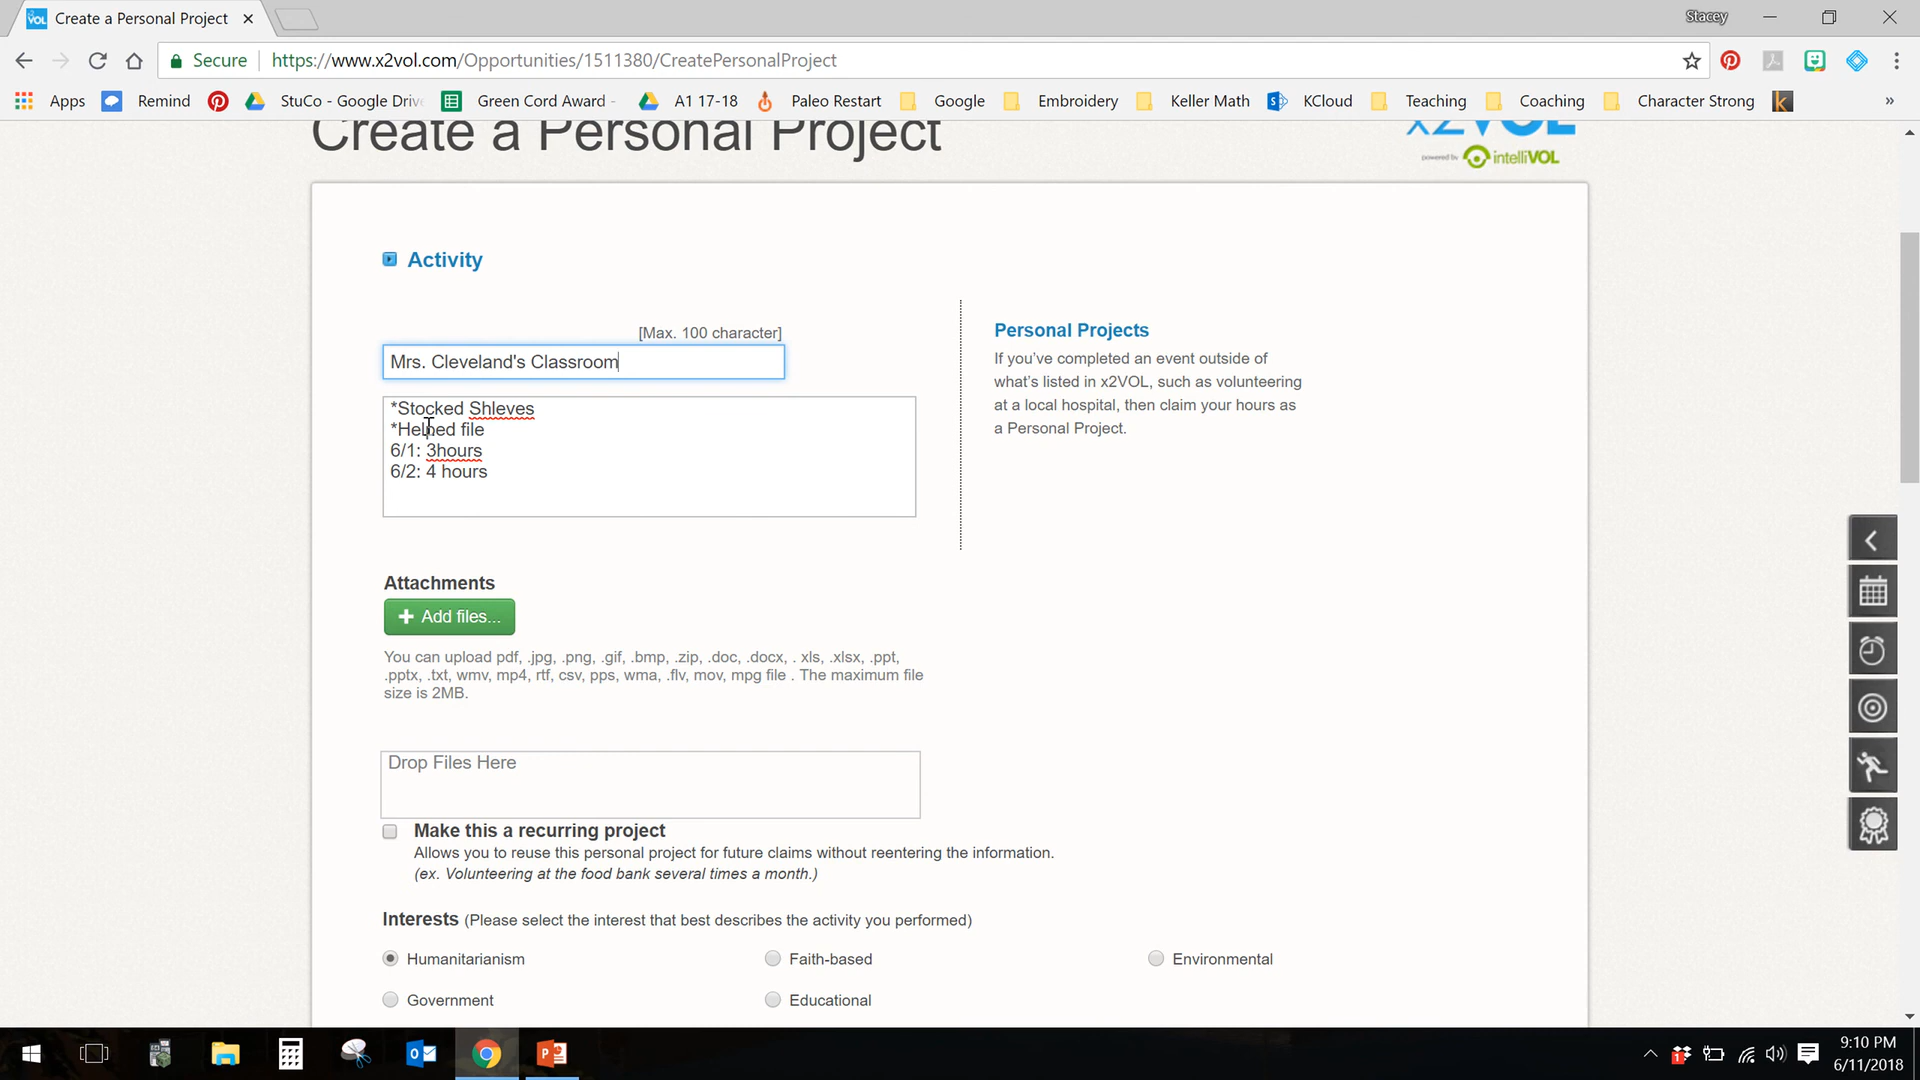 Create a Personal Project
Stacey
Secure
https://www.x2vol.com/Opportunities/1511380/CreatePersonalProject
Apps Remind StuCo - Google Driv Green Cord Award - A1 17-18 Paleo Restart Google Embroidery Keller Math KCloud Teaching Coaching Character Strong »
Create a Personal Project
x2VOL
powered by intelliVOL
Activity
[Max. 100 character]
Mrs. Cleveland's Classroom
*Stocked Shleves
*Helped file
6/1: 3hours
6/2: 4 hours
Personal Projects
If you've completed an event outside of
what's listed in x2VOL, such as volunteering
at a local hospital, then claim your hours as
a Personal Project.
Attachments
+ Add files...
You can upload pdf, .jpg, .png, .gif, .bmp, .zip, .doc, .docx, . xls, .xlsx, .ppt,
.pptx, .txt, wmv, mp4, rtf, csv, pps, wma, .flv, mov, mpg file . The maximum file
size is 2MB.
Drop Files Here
Make this a recurring project
Allows you to reuse this personal project for future claims without reentering the information.
(ex. Volunteering at the food bank several times a month.)
Interests (Please select the interest that best describes the activity you performed)
Humanitarianism Faith-based Environmental
Government Educational
9:10 PM
6/11/2018